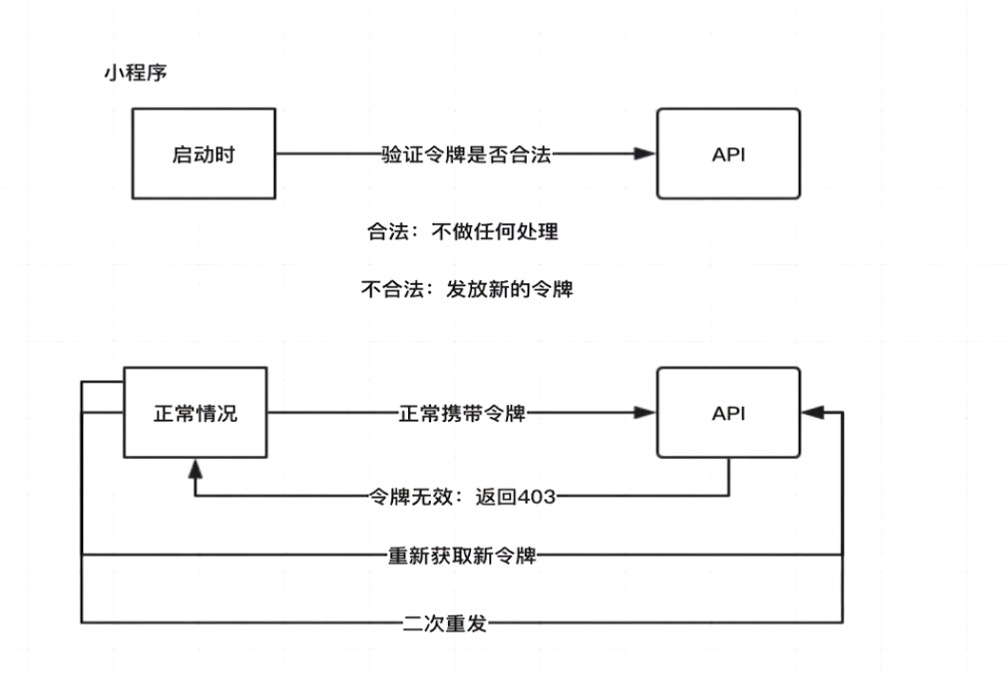 小程序
启动时
验证令牌是否合法
API
合法：不做任何处理
不合法：发放新的令牌
正常情况
正常携带令牌
API
令牌无效：返回403
重新获取新令牌
二次重发